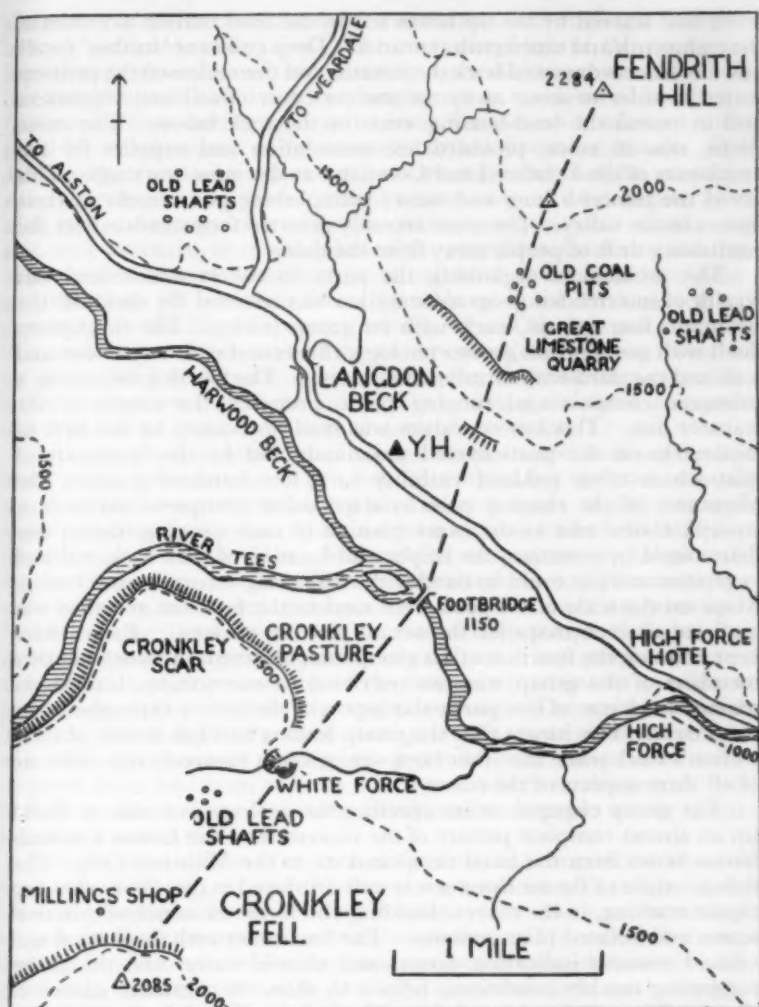 2284
FENDRITH
HILL
TO WEARDALE
TO ALSTON
1500
2000
OLD LEAD
SHAFTS
OLD COAL
PITS
OLD LEAD
SHAFTS
GREAT
LIMESTONE
QUARRY
1500
LANGDON
BECK
HARWOOD
BECK
Y.H.
1500
RIVER TEES
FOOTBRIDGE
1150
CRONKLEY
SCAR
CRONKLEY
PASTURE
1500
HIGH FORCE
HOTEL
HIGH
FORCE
1000
WHITE FORCE
OLD LEAD
SHAFTS
MILLINGS SHOP
CRONKLEY
FELL
MILE
1500
2085
2000